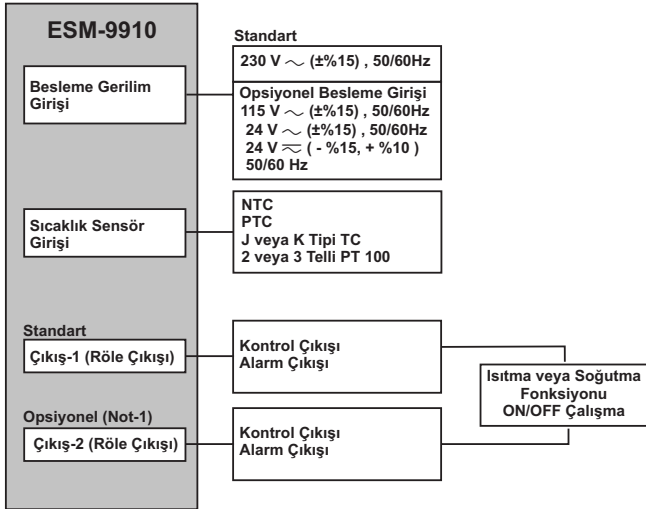 ESM-9910
Standart
230 V ～ (±%15) , 50/60Hz
Besleme Gerilim
Girişi
Opsiyonel Besleme Girişi
115 V ～ (±%15) , 50/60Hz
24 V ～ (±%15) , 50/60Hz
24 V ⎓～ ( - %15, + %10 )
50/60 Hz
Sıcaklık Sensör
Girişi
NTC
PTC
J veya K Tipi TC
2 veya 3 Telli PT 100
Standart
Çıkış-1 (Röle Çıkışı)
Kontrol Çıkışı
Alarm Çıkışı
Opsiyonel (Not-1)
Çıkış-2 (Röle Çıkışı)
Kontrol Çıkışı
Alarm Çıkışı
Isıtma veya Soğutma
Fonksiyonu
ON/OFF Çalışma